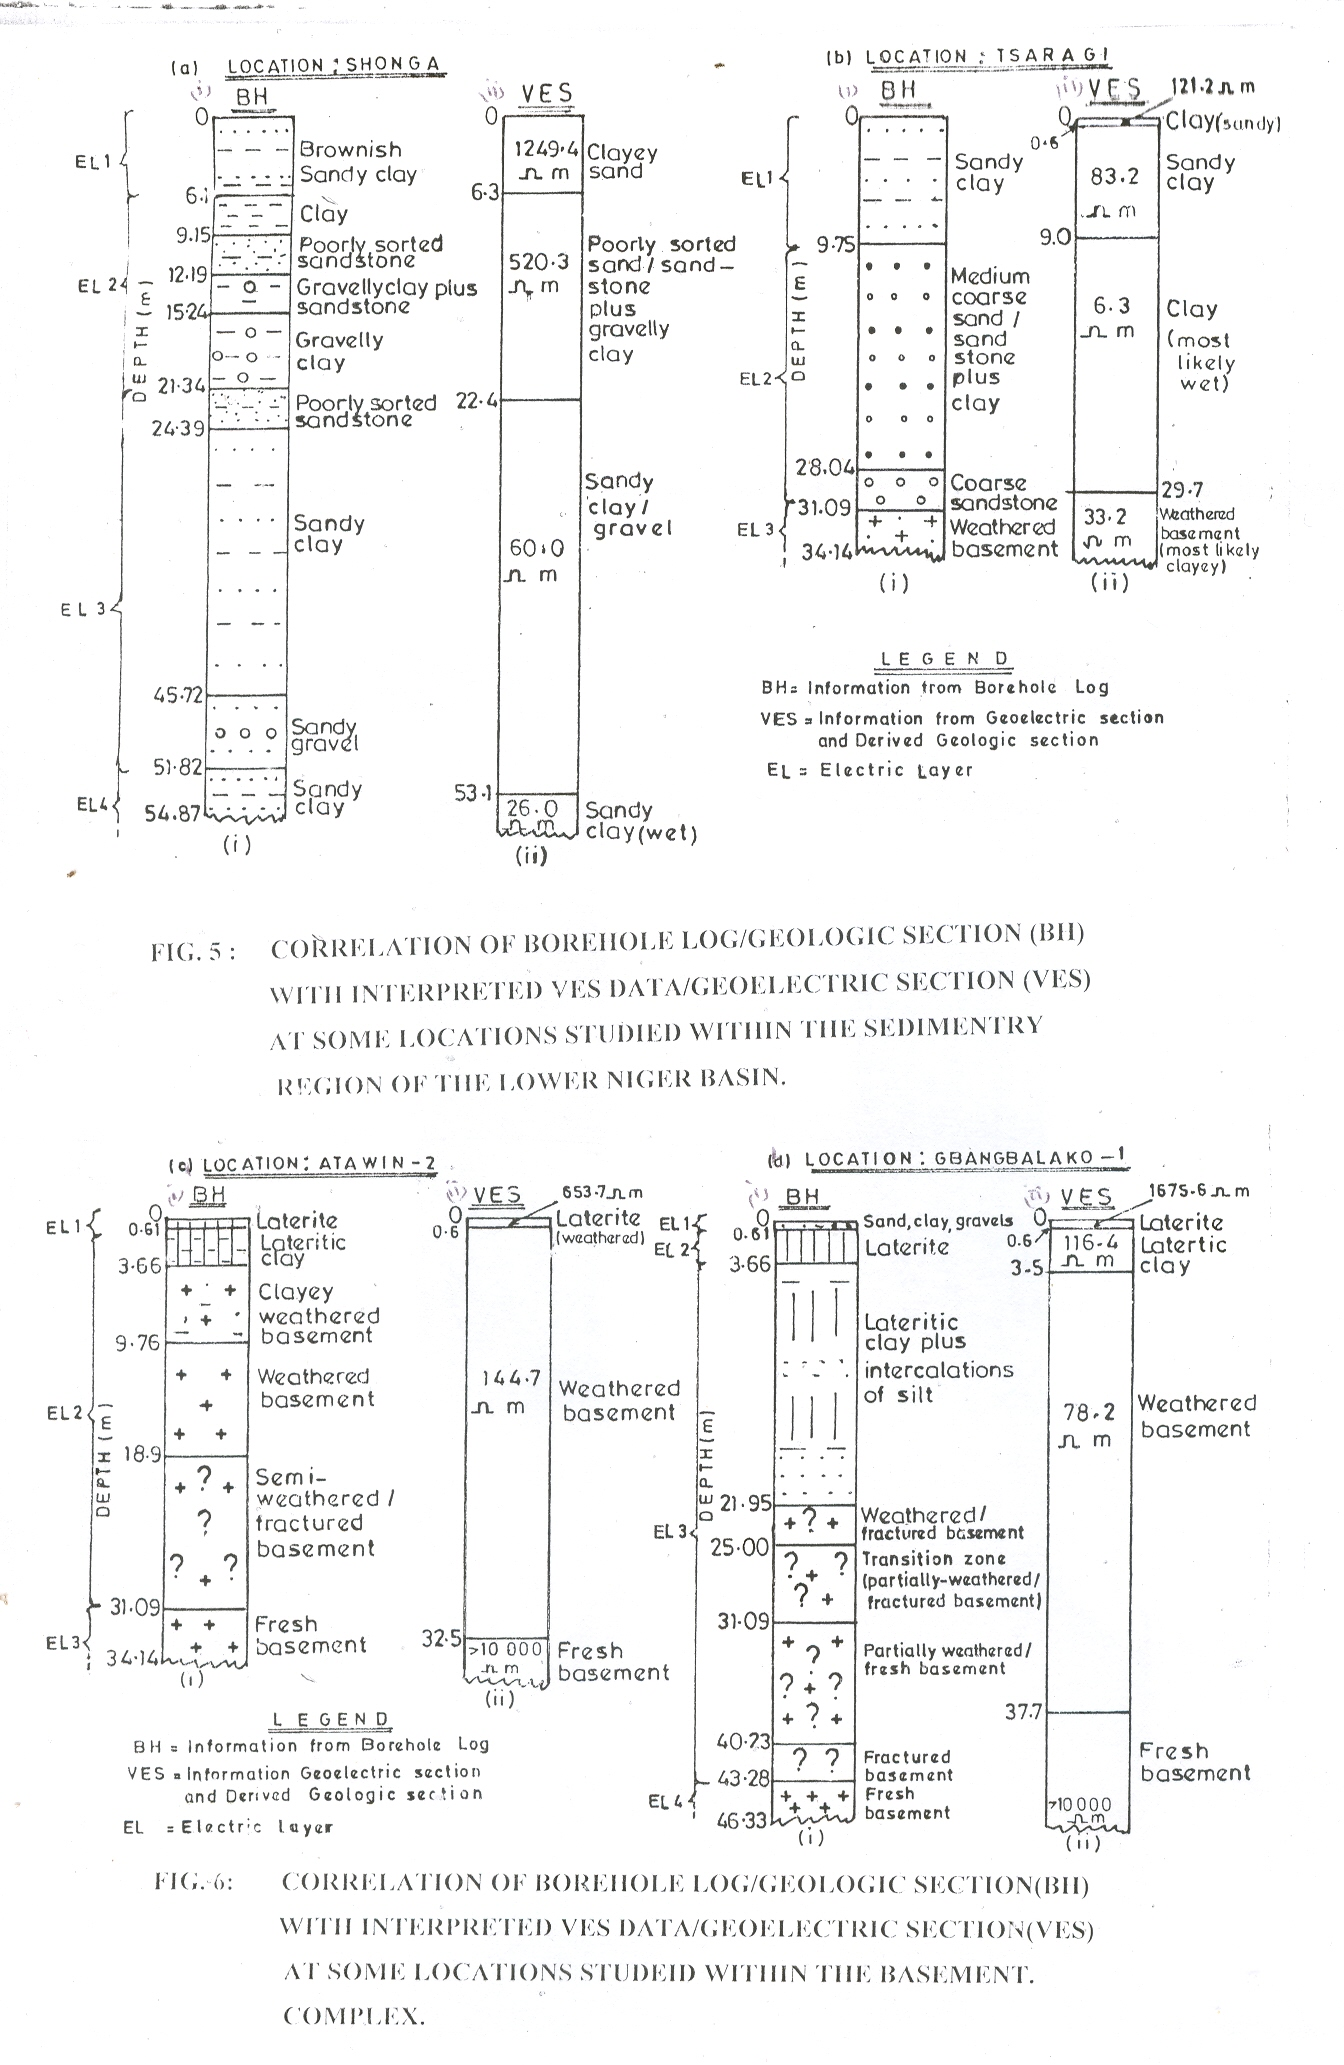 (a) LOCATION : SHONGA
(i) BH
(ii) VES
0
EL1
Brownish
Sandy clay
6.1
Clay
9.15
Poorly sorted
sandstone
12.19
EL 2
Gravellyclay plus
sandstone
15.24
Gravelly
clay
DEPTH (m)
21.34
Poorly sorted
sandstone
24.39
Sandy
clay
EL 3
45.72
Sandy
gravel
51.82
Sandy
clay
EL4
54.87
(i)
0
1249.4
Ω m
Clayey
sand
6.3
520.3
Ω m
Poorly sorted
sand/sand-
stone
plus
gravelly
clay
22.4
Sandy
clay/
gravel
60.0
Ω m
53.1
26.0
Ω m
Sandy
clay(wet)
(ii)
(b) LOCATION : TSARAGI
(i) BH
(ii) VES
121.2 Ω m
0
EL1
Sandy
clay
9.75
DEPTH (m)
Medium
coarse
sand /
sand
stone
plus
clay
EL2
28.04
Coarse
sandstone
31.09
EL 3
Weathered
basement
34.14
(i)
0
0.6
Clay(sandy)
83.2
Ω m
Sandy
clay
9.0
6.3
Ω m
Clay
(most
likely
wet)
29.7
33.2
Ω m
Weathered
basement
(most likely
clayey)
(ii)
LEGEND
BH= Information from Borehole Log
VES = Information from Geoelectric section
and Derived Geologic section
EL = Electric Layer
FIG. 5 : CORRELATION OF BOREHOLE LOG/GEOLOGIC SECTION (BH)
WITH INTERPRETED VES DATA/GEOELECTRIC SECTION (VES)
AT SOME LOCATIONS STUDIED WITHIN THE SEDIMENTRY
REGION OF THE LOWER NIGER BASIN.
(c) LOCATION: ATAWIN-2
(i) BH
(ii) VES
653.7 Ω m
0
EL1
0.61
Laterite
Lateritic
clay
3.66
Clayey
weathered
basement
9.76
Weathered
basement
EL2
DEPTH (m)
18.9
Semi-
weathered /
fractured
basement
31.09
Fresh
basement
EL3
34.14
(i)
0
0.6
Laterite
(weathered)
144.7
Ω m
Weathered
basement
32.5
>10 000
Ω m
Fresh
basement
(ii)
(d) LOCATION: GBANGBALAKO-1
(i) BH
(ii) VES
1675.6 Ω m
EL1
0
Sand, clay, gravels
0.61
EL 2
Laterite
3.66
Lateritic
clay plus
intercalations
of silt
DEPTH (m)
21.95
Weathered/
fractured basement
EL 3
25.00
Transition zone
(partially-weathered/
fractured basement)
31.09
Partially weathered/
fresh basement
40.23
Fractured
basement
43.28
Fresh
basement
EL 4
46.33
(i)
0
0.6
Laterite
116.4
Ω m
Latertic
clay
3.5
78.2
Ω m
Weathered
basement
37.7
Fresh
basement
>10000
Ω m
(ii)
LEGEND
BH = Information from Borehole Log
VES = Information Geoelectric section
and Derived Geologic section
EL = Electric Layer
FIG. 6: CORRELATION OF BOREHOLE LOG/GEOLOGIC SECTION(BH)
WITH INTERPRETED VES DATA/GEOELECTRIC SECTION(VES)
AT SOME LOCATIONS STUDEID WITHIN THE BASEMENT.
COMPLEX.